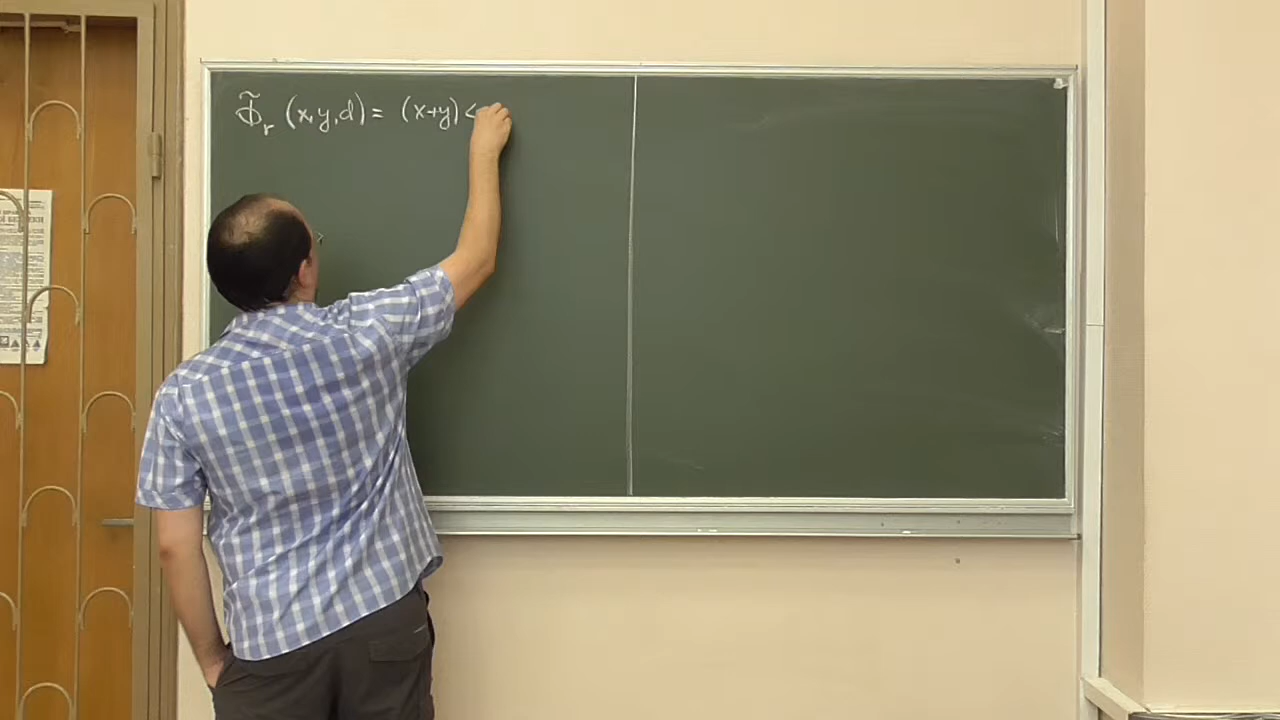 Φ̃ᵣ (x,y,d) = (x+y) <